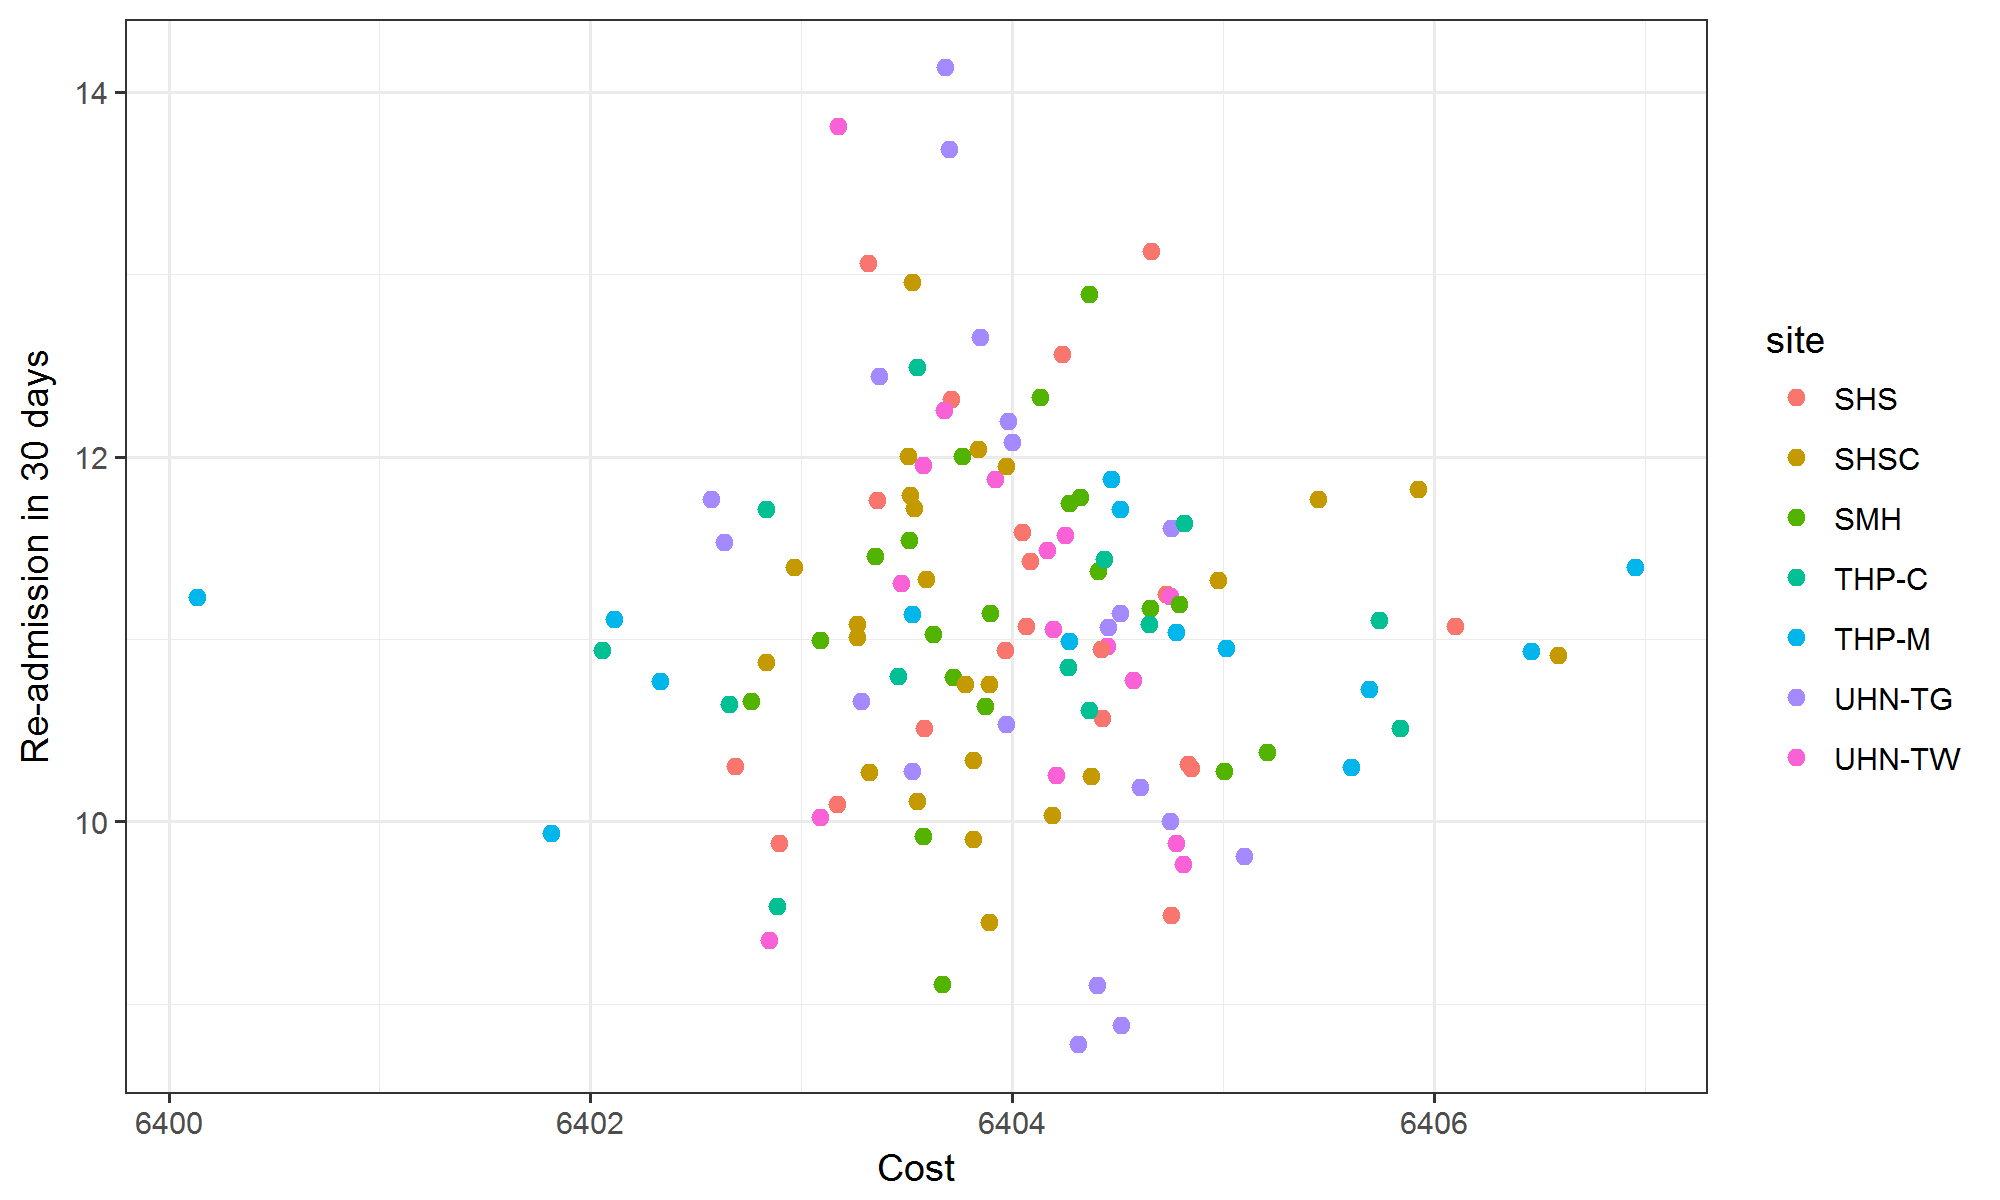 14
12
10
Re-admission in 30 days
6400
6402
6404
6406
Cost
site
SHS
SHSC
SMH
THP-C
THP-M
UHN-TG
UHN-TW